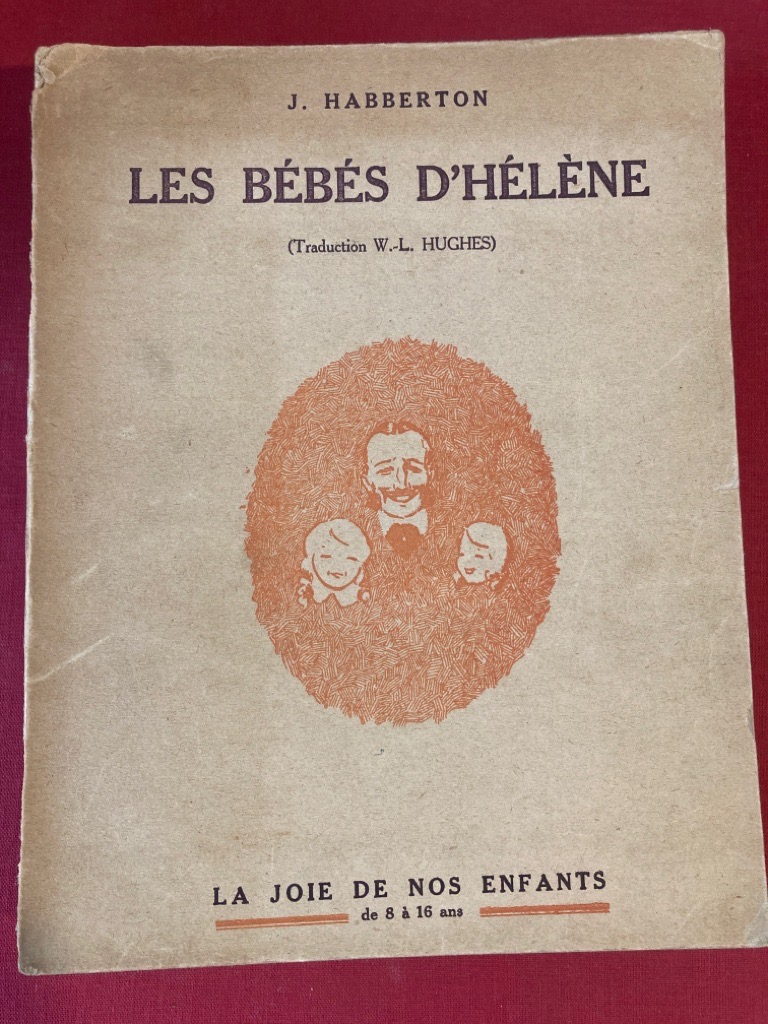 J. HABBERTON
LES BÉBÉS D'HÉLÈNE
(Traduction W.-L. HUGHES)
LA JOIE DE NOS ENFANTS
de 8 à 16 ans